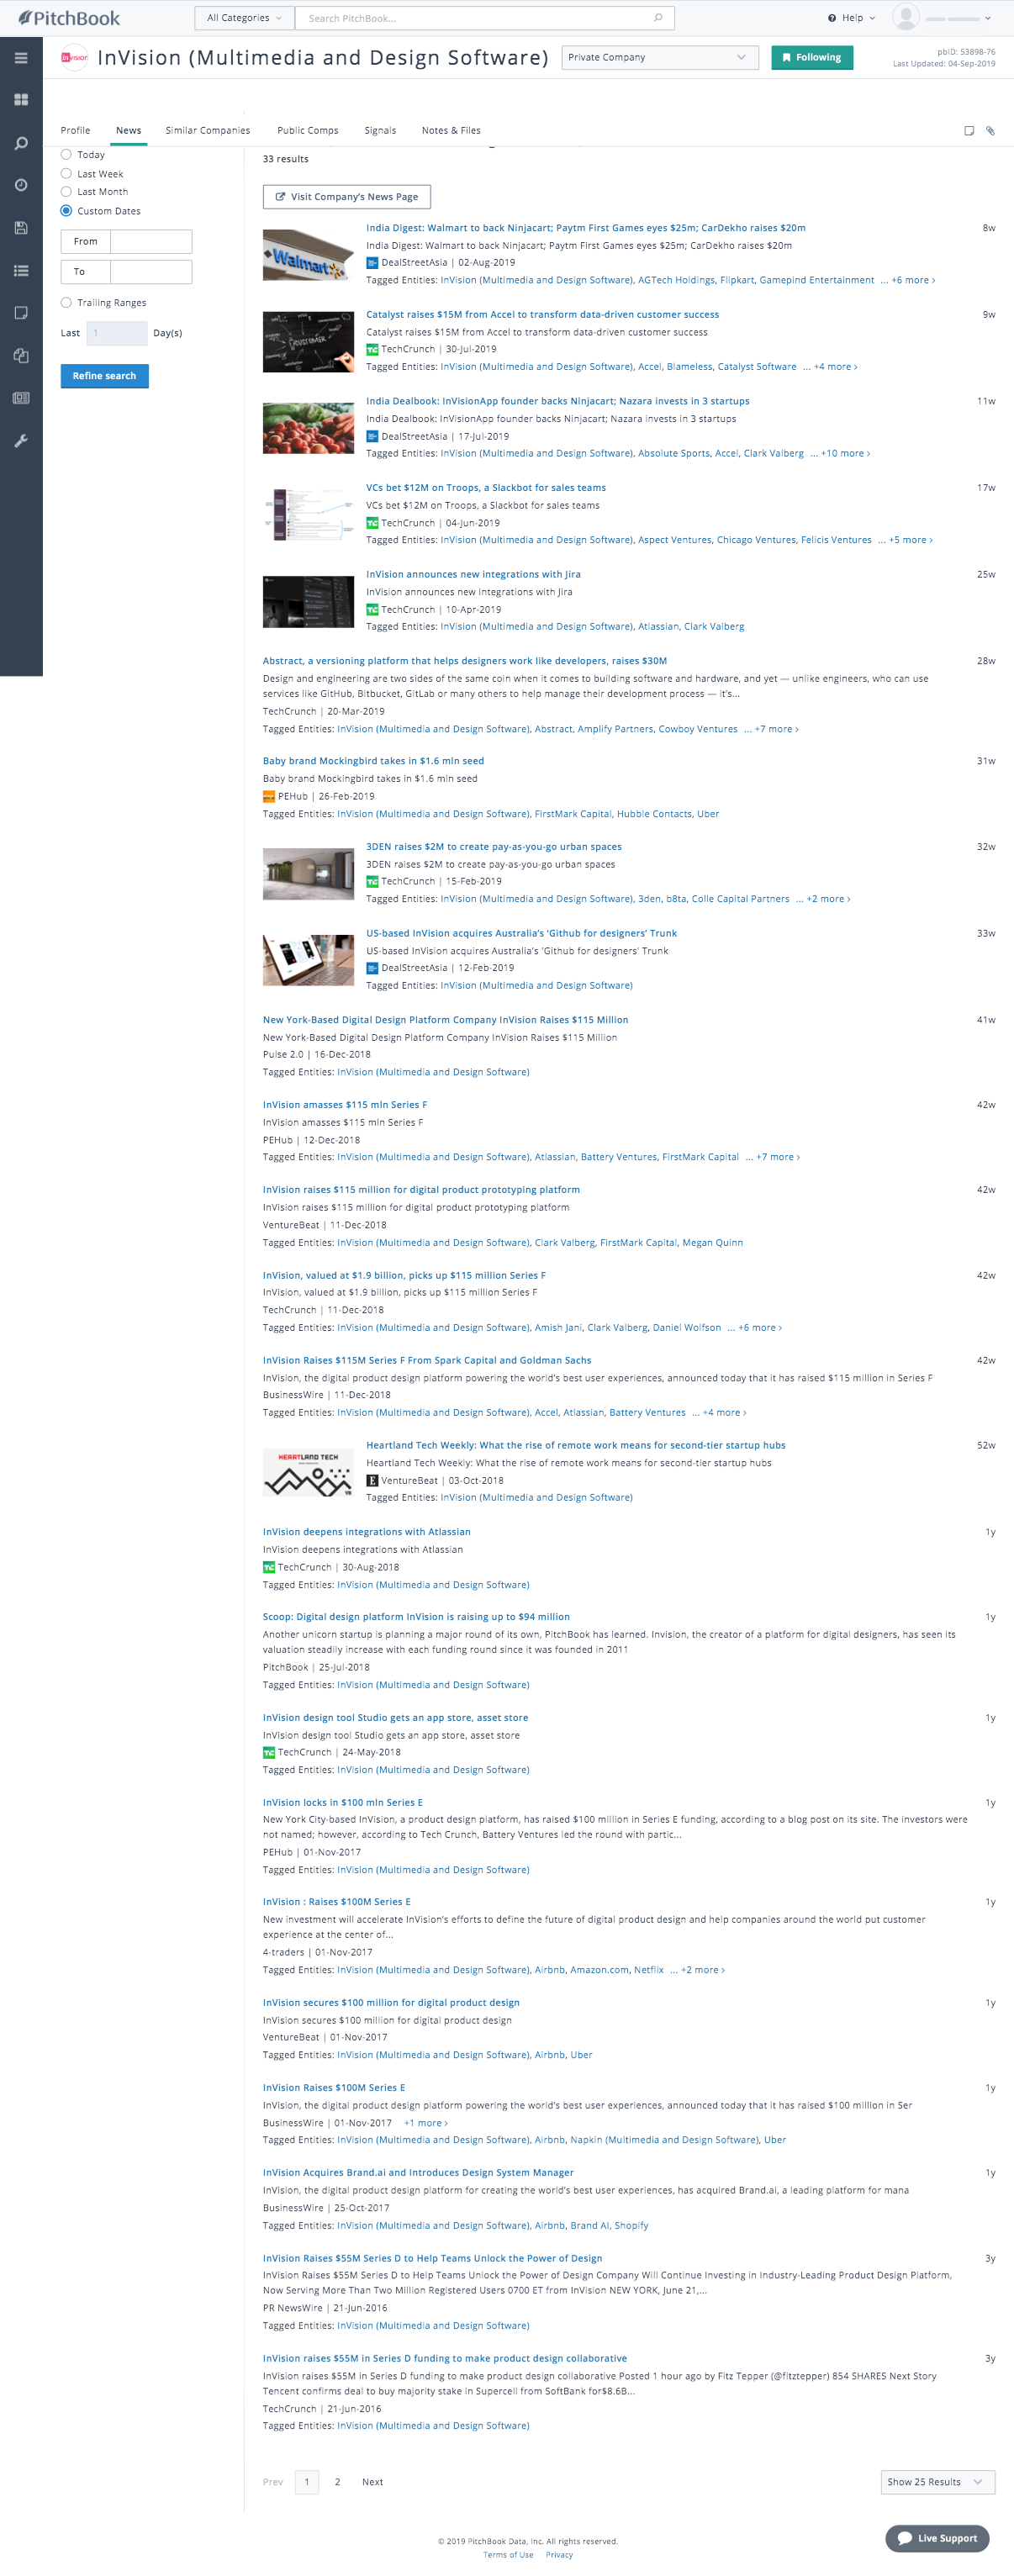 PitchBook
All Categories
Search PitchBook...
Help
InVision (Multimedia and Design Software)
Private Company
Following
pbID: 53898-76
Last Updated: 04-Sep-2019
Profile
News
Similar Companies
Public Comps
Signals
Notes & Files
Today
Last Week
Last Month
Custom Dates
From
To
Trailing Ranges
Last 1 Day(s)
Refine search
33 results
Visit Company's News Page
India Digest: Walmart to back Ninjacart; Paytm First Games eyes $25m; CarDekho raises $20m 8w
India Digest: Walmart to back Ninjacart; Paytm First Games eyes $25m; CarDekho raises $20m
DealStreetAsia | 02-Aug-2019
Tagged Entities: InVision (Multimedia and Design Software), AGTech Holdings, Flipkart, Gamepind Entertainment ... +6 more ›
Walmart
Catalyst raises $15M from Accel to transform data-driven customer success 9w
Catalyst raises $15M from Accel to transform data-driven customer success
TechCrunch | 30-Jul-2019
Tagged Entities: InVision (Multimedia and Design Software), Accel, Blameless, Catalyst Software ... +4 more ›
CUSTOMER
India Dealbook: InVisionApp founder backs Ninjacart; Nazara invests in 3 startups 11w
India Dealbook: InVisionApp founder backs Ninjacart; Nazara invests in 3 startups
DealStreetAsia | 17-Jul-2019
Tagged Entities: InVision (Multimedia and Design Software), Absolute Sports, Accel, Clark Valberg ... +10 more ›
VCs bet $12M on Troops, a Slackbot for sales teams 17w
VCs bet $12M on Troops, a Slackbot for sales teams
TechCrunch | 04-Jun-2019
Tagged Entities: InVision (Multimedia and Design Software), Aspect Ventures, Chicago Ventures, Felicis Ventures ... +5 more ›
InVision announces new integrations with Jira 25w
InVision announces new integrations with Jira
TechCrunch | 10-Apr-2019
Tagged Entities: InVision (Multimedia and Design Software), Atlassian, Clark Valberg
Abstract, a versioning platform that helps designers work like developers, raises $30M 28w
Design and engineering are two sides of the same coin when it comes to building software and hardware, and yet — unlike engineers, who can use
services like GitHub, Bitbucket, GitLab or many others to help manage their development process — it's...
TechCrunch | 20-Mar-2019
Tagged Entities: InVision (Multimedia and Design Software), Abstract, Amplify Partners, Cowboy Ventures ... +7 more ›
Baby brand Mockingbird takes in $1.6 mln seed 31w
Baby brand Mockingbird takes in $1.6 mln seed
PEHub | 26-Feb-2019
Tagged Entities: InVision (Multimedia and Design Software), FirstMark Capital, Hubble Contacts, Uber
3DEN raises $2M to create pay-as-you-go urban spaces 32w
3DEN raises $2M to create pay-as-you-go urban spaces
TechCrunch | 15-Feb-2019
Tagged Entities: InVision (Multimedia and Design Software), 3den, b8ta, Colle Capital Partners ... +2 more ›
US-based InVision acquires Australia's 'Github for designers' Trunk 33w
US-based InVision acquires Australia's 'Github for designers' Trunk
DealStreetAsia | 12-Feb-2019
Tagged Entities: InVision (Multimedia and Design Software)
New York-Based Digital Design Platform Company InVision Raises $115 Million 41w
New York-Based Digital Design Platform Company InVision Raises $115 Million
Pulse 2.0 | 16-Dec-2018
Tagged Entities: InVision (Multimedia and Design Software)
InVision amasses $115 mln Series F 42w
InVision amasses $115 mln Series F
PEHub | 12-Dec-2018
Tagged Entities: InVision (Multimedia and Design Software), Atlassian, Battery Ventures, FirstMark Capital ... +7 more ›
InVision raises $115 million for digital product prototyping platform 42w
InVision raises $115 million for digital product prototyping platform
VentureBeat | 11-Dec-2018
Tagged Entities: InVision (Multimedia and Design Software), Clark Valberg, FirstMark Capital, Megan Quinn
InVision, valued at $1.9 billion, picks up $115 million Series F 42w
InVision, valued at $1.9 billion, picks up $115 million Series F
TechCrunch | 11-Dec-2018
Tagged Entities: InVision (Multimedia and Design Software), Amish Jani, Clark Valberg, Daniel Wolfson ... +6 more ›
InVision Raises $115M Series F From Spark Capital and Goldman Sachs 42w
InVision, the digital product design platform powering the world's best user experiences, announced today that it has raised $115 million in Series F
BusinessWire | 11-Dec-2018
Tagged Entities: InVision (Multimedia and Design Software), Accel, Atlassian, Battery Ventures ... +4 more ›
Heartland Tech Weekly: What the rise of remote work means for second-tier startup hubs 52w
Heartland Tech Weekly: What the rise of remote work means for second-tier startup hubs
VentureBeat | 03-Oct-2018
Tagged Entities: InVision (Multimedia and Design Software)
HEARTLAND TECH
InVision deepens integrations with Atlassian 1y
InVision deepens integrations with Atlassian
TechCrunch | 30-Aug-2018
Tagged Entities: InVision (Multimedia and Design Software)
Scoop: Digital design platform InVision is raising up to $94 million 1y
Another unicorn startup is planning a major round of its own, PitchBook has learned. Invision, the creator of a platform for digital designers, has seen its
valuation steadily increase with each funding round since it was founded in 2011
PitchBook | 25-Jul-2018
Tagged Entities: InVision (Multimedia and Design Software)
InVision design tool Studio gets an app store, asset store 1y
InVision design tool Studio gets an app store, asset store
TechCrunch | 24-May-2018
Tagged Entities: InVision (Multimedia and Design Software)
InVision locks in $100 mln Series E 1y
New York City-based InVision, a product design platform, has raised $100 million in Series E funding, according to a blog post on its site. The investors were
not named; however, according to Tech Crunch, Battery Ventures led the round with partic...
PEHub | 01-Nov-2017
Tagged Entities: InVision (Multimedia and Design Software)
InVision : Raises $100M Series E 1y
New investment will accelerate InVision's efforts to define the future of digital product design and help companies around the world put customer
experience at the center of...
4-traders | 01-Nov-2017
Tagged Entities: InVision (Multimedia and Design Software), Airbnb, Amazon.com, Netflix ... +2 more ›
InVision secures $100 million for digital product design 1y
InVision secures $100 million for digital product design
VentureBeat | 01-Nov-2017
Tagged Entities: InVision (Multimedia and Design Software), Airbnb, Uber
InVision Raises $100M Series E 1y
InVision, the digital product design platform powering the world's best user experiences, announced today that it has raised $100 million in Ser
BusinessWire | 01-Nov-2017 +1 more ›
Tagged Entities: InVision (Multimedia and Design Software), Airbnb, Napkin (Multimedia and Design Software), Uber
InVision Acquires Brand.ai and Introduces Design System Manager 1y
InVision, the digital product design platform for creating the world's best user experiences, has acquired Brand.ai, a leading platform for mana
BusinessWire | 25-Oct-2017
Tagged Entities: InVision (Multimedia and Design Software), Airbnb, Brand AI, Shopify
InVision Raises $55M Series D to Help Teams Unlock the Power of Design 3y
InVision Raises $55M Series D to Help Teams Unlock the Power of Design Company Will Continue Investing in Industry-Leading Product Design Platform,
Now Serving More Than Two Million Registered Users 0700 ET from InVision NEW YORK, June 21,...
PR NewsWire | 21-Jun-2016
Tagged Entities: InVision (Multimedia and Design Software)
InVision raises $55M in Series D funding to make product design collaborative 3y
InVision raises $55M in Series D funding to make product design collaborative Posted 1 hour ago by Fitz Tepper (@fitztepper) 854 SHARES Next Story
Tencent confirms deal to buy majority stake in Supercell from SoftBank for$8.6B...
TechCrunch | 21-Jun-2016
Tagged Entities: InVision (Multimedia and Design Software)
Prev 1 2 Next
Show 25 Results
© 2019 PitchBook Data, Inc. All rights reserved.
Terms of Use Privacy
Live Support